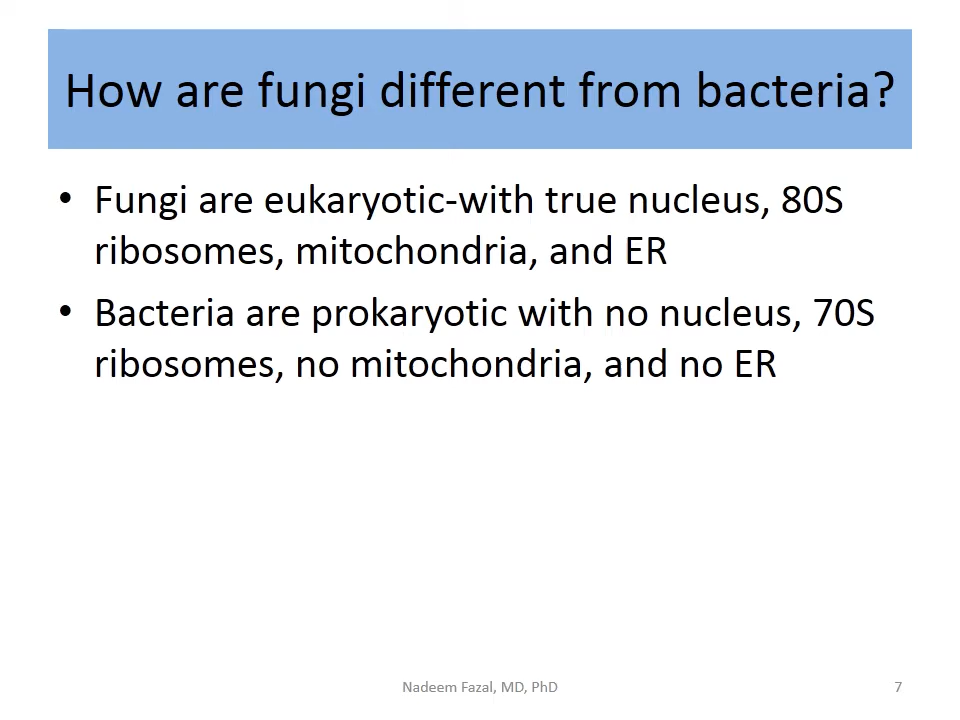 How are fungi different from bacteria?
• Fungi are eukaryotic-with true nucleus, 80S
ribosomes, mitochondria, and ER
• Bacteria are prokaryotic with no nucleus, 70S
ribosomes, no mitochondria, and no ER
Nadeem Fazal, MD, PhD
7